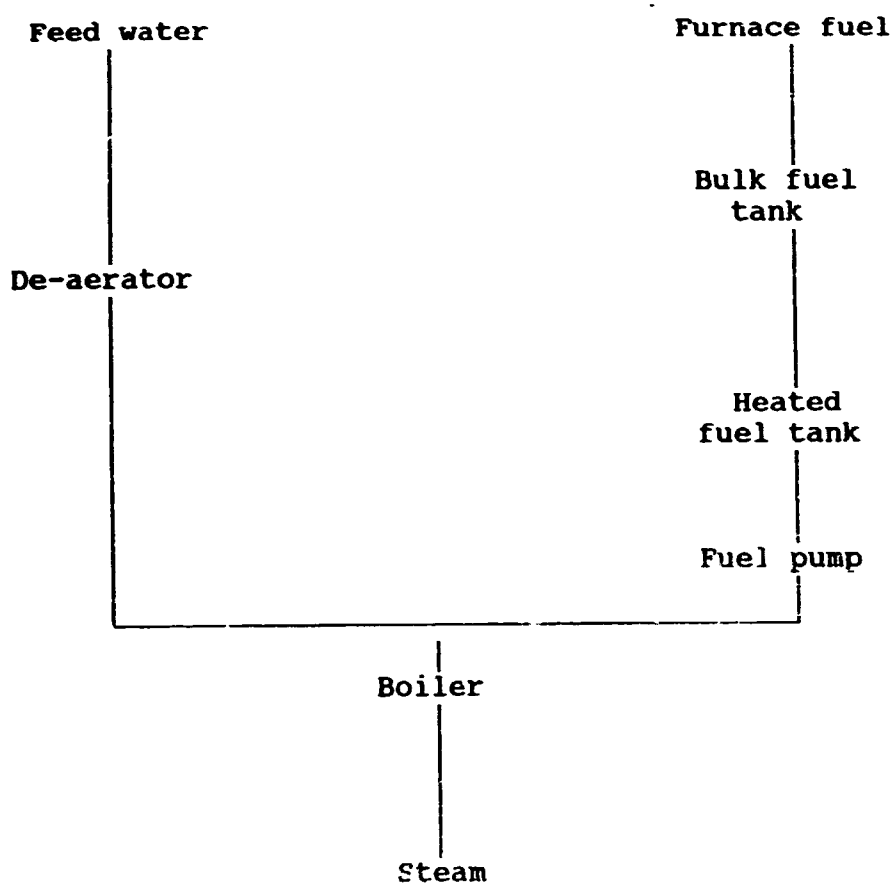 Feed water
Furnace fuel
Bulk fuel
tank
De-aerator
Heated
fuel tank
Fuel pump
Boiler
Steam